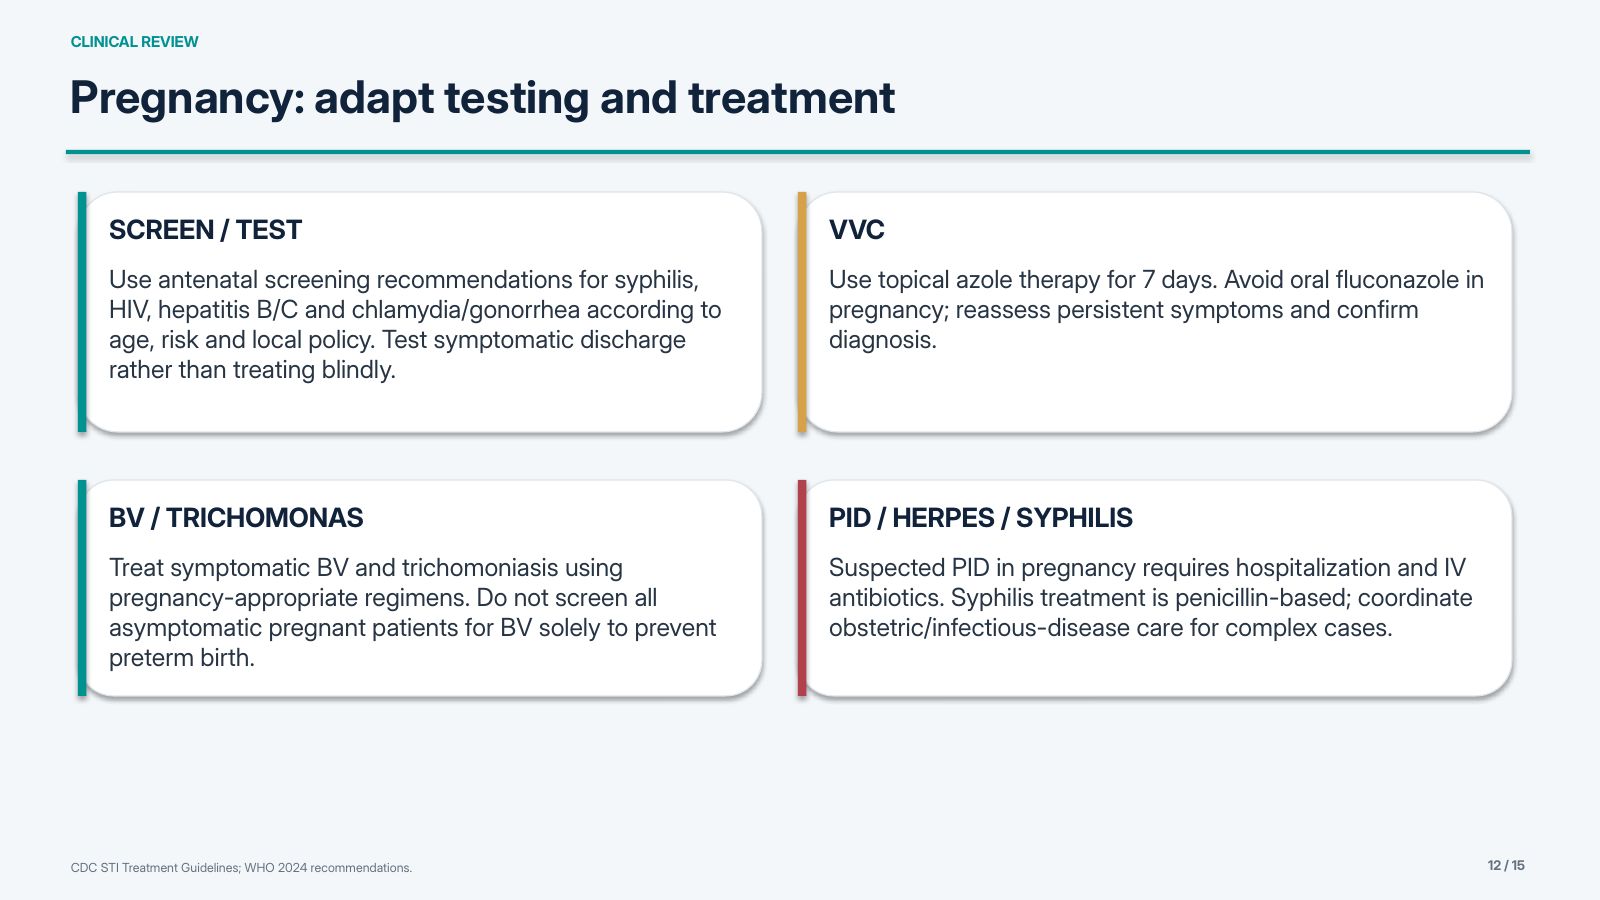 CLINICAL REVIEW
Pregnancy: adapt testing and treatment
SCREEN / TEST
Use antenatal screening recommendations for syphilis,
HIV, hepatitis B/C and chlamydia/gonorrhea according to
age, risk and local policy. Test symptomatic discharge
rather than treating blindly.
VVC
Use topical azole therapy for 7 days. Avoid oral fluconazole in
pregnancy; reassess persistent symptoms and confirm
diagnosis.
BV / TRICHOMONAS
Treat symptomatic BV and trichomoniasis using
pregnancy-appropriate regimens. Do not screen all
asymptomatic pregnant patients for BV solely to prevent
preterm birth.
PID / HERPES / SYPHILIS
Suspected PID in pregnancy requires hospitalization and IV
antibiotics. Syphilis treatment is penicillin-based; coordinate
obstetric/infectious-disease care for complex cases.
CDC STI Treatment Guidelines; WHO 2024 recommendations.
12 / 15